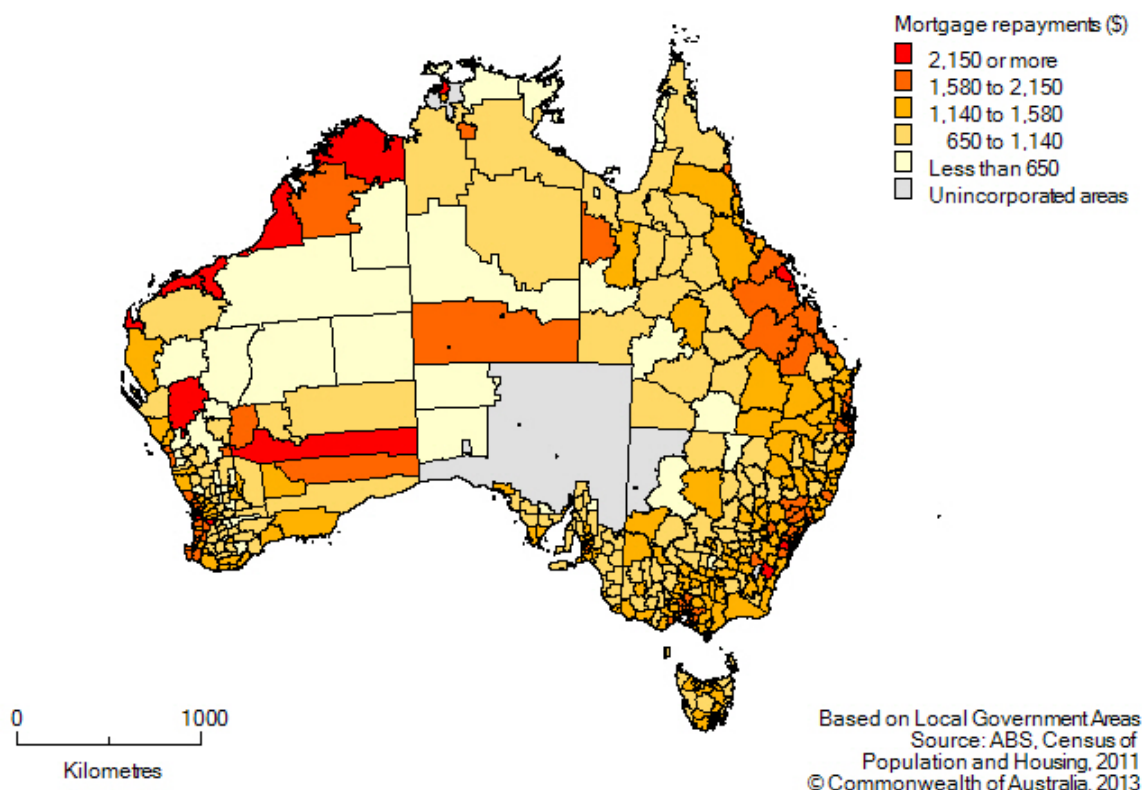 Mortgage repayments ($)
2,150 or more
1,580 to 2,150
1,140 to 1,580
650 to 1,140
Less than 650
Unincorporated areas
0 1000
Kilometres
Based on Local Government Areas
Source: ABS, Census of
Population and Housing, 2011
© Commonwealth of Australia, 2013